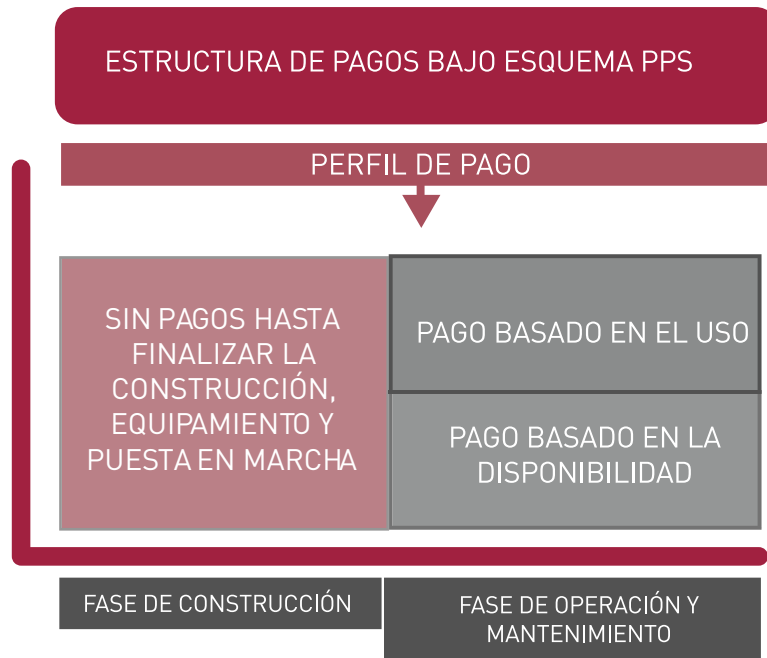 ESTRUCTURA DE PAGOS BAJO ESQUEMA PPS
PERFIL DE PAGO
SIN PAGOS HASTA
FINALIZAR LA
CONSTRUCCIÓN,
EQUIPAMIENTO Y
PUESTA EN MARCHA
PAGO BASADO EN EL USO
PAGO BASADO EN LA
DISPONIBILIDAD
FASE DE CONSTRUCCIÓN
FASE DE OPERACIÓN Y
MANTENIMIENTO